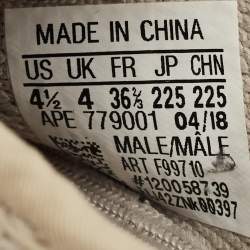 MADE IN CHINA
US UK FR JP CHN
4½ 4 36⅔ 225 225
APE 779001 04/18
MALE/MÂLE
ART F99710
#120058739